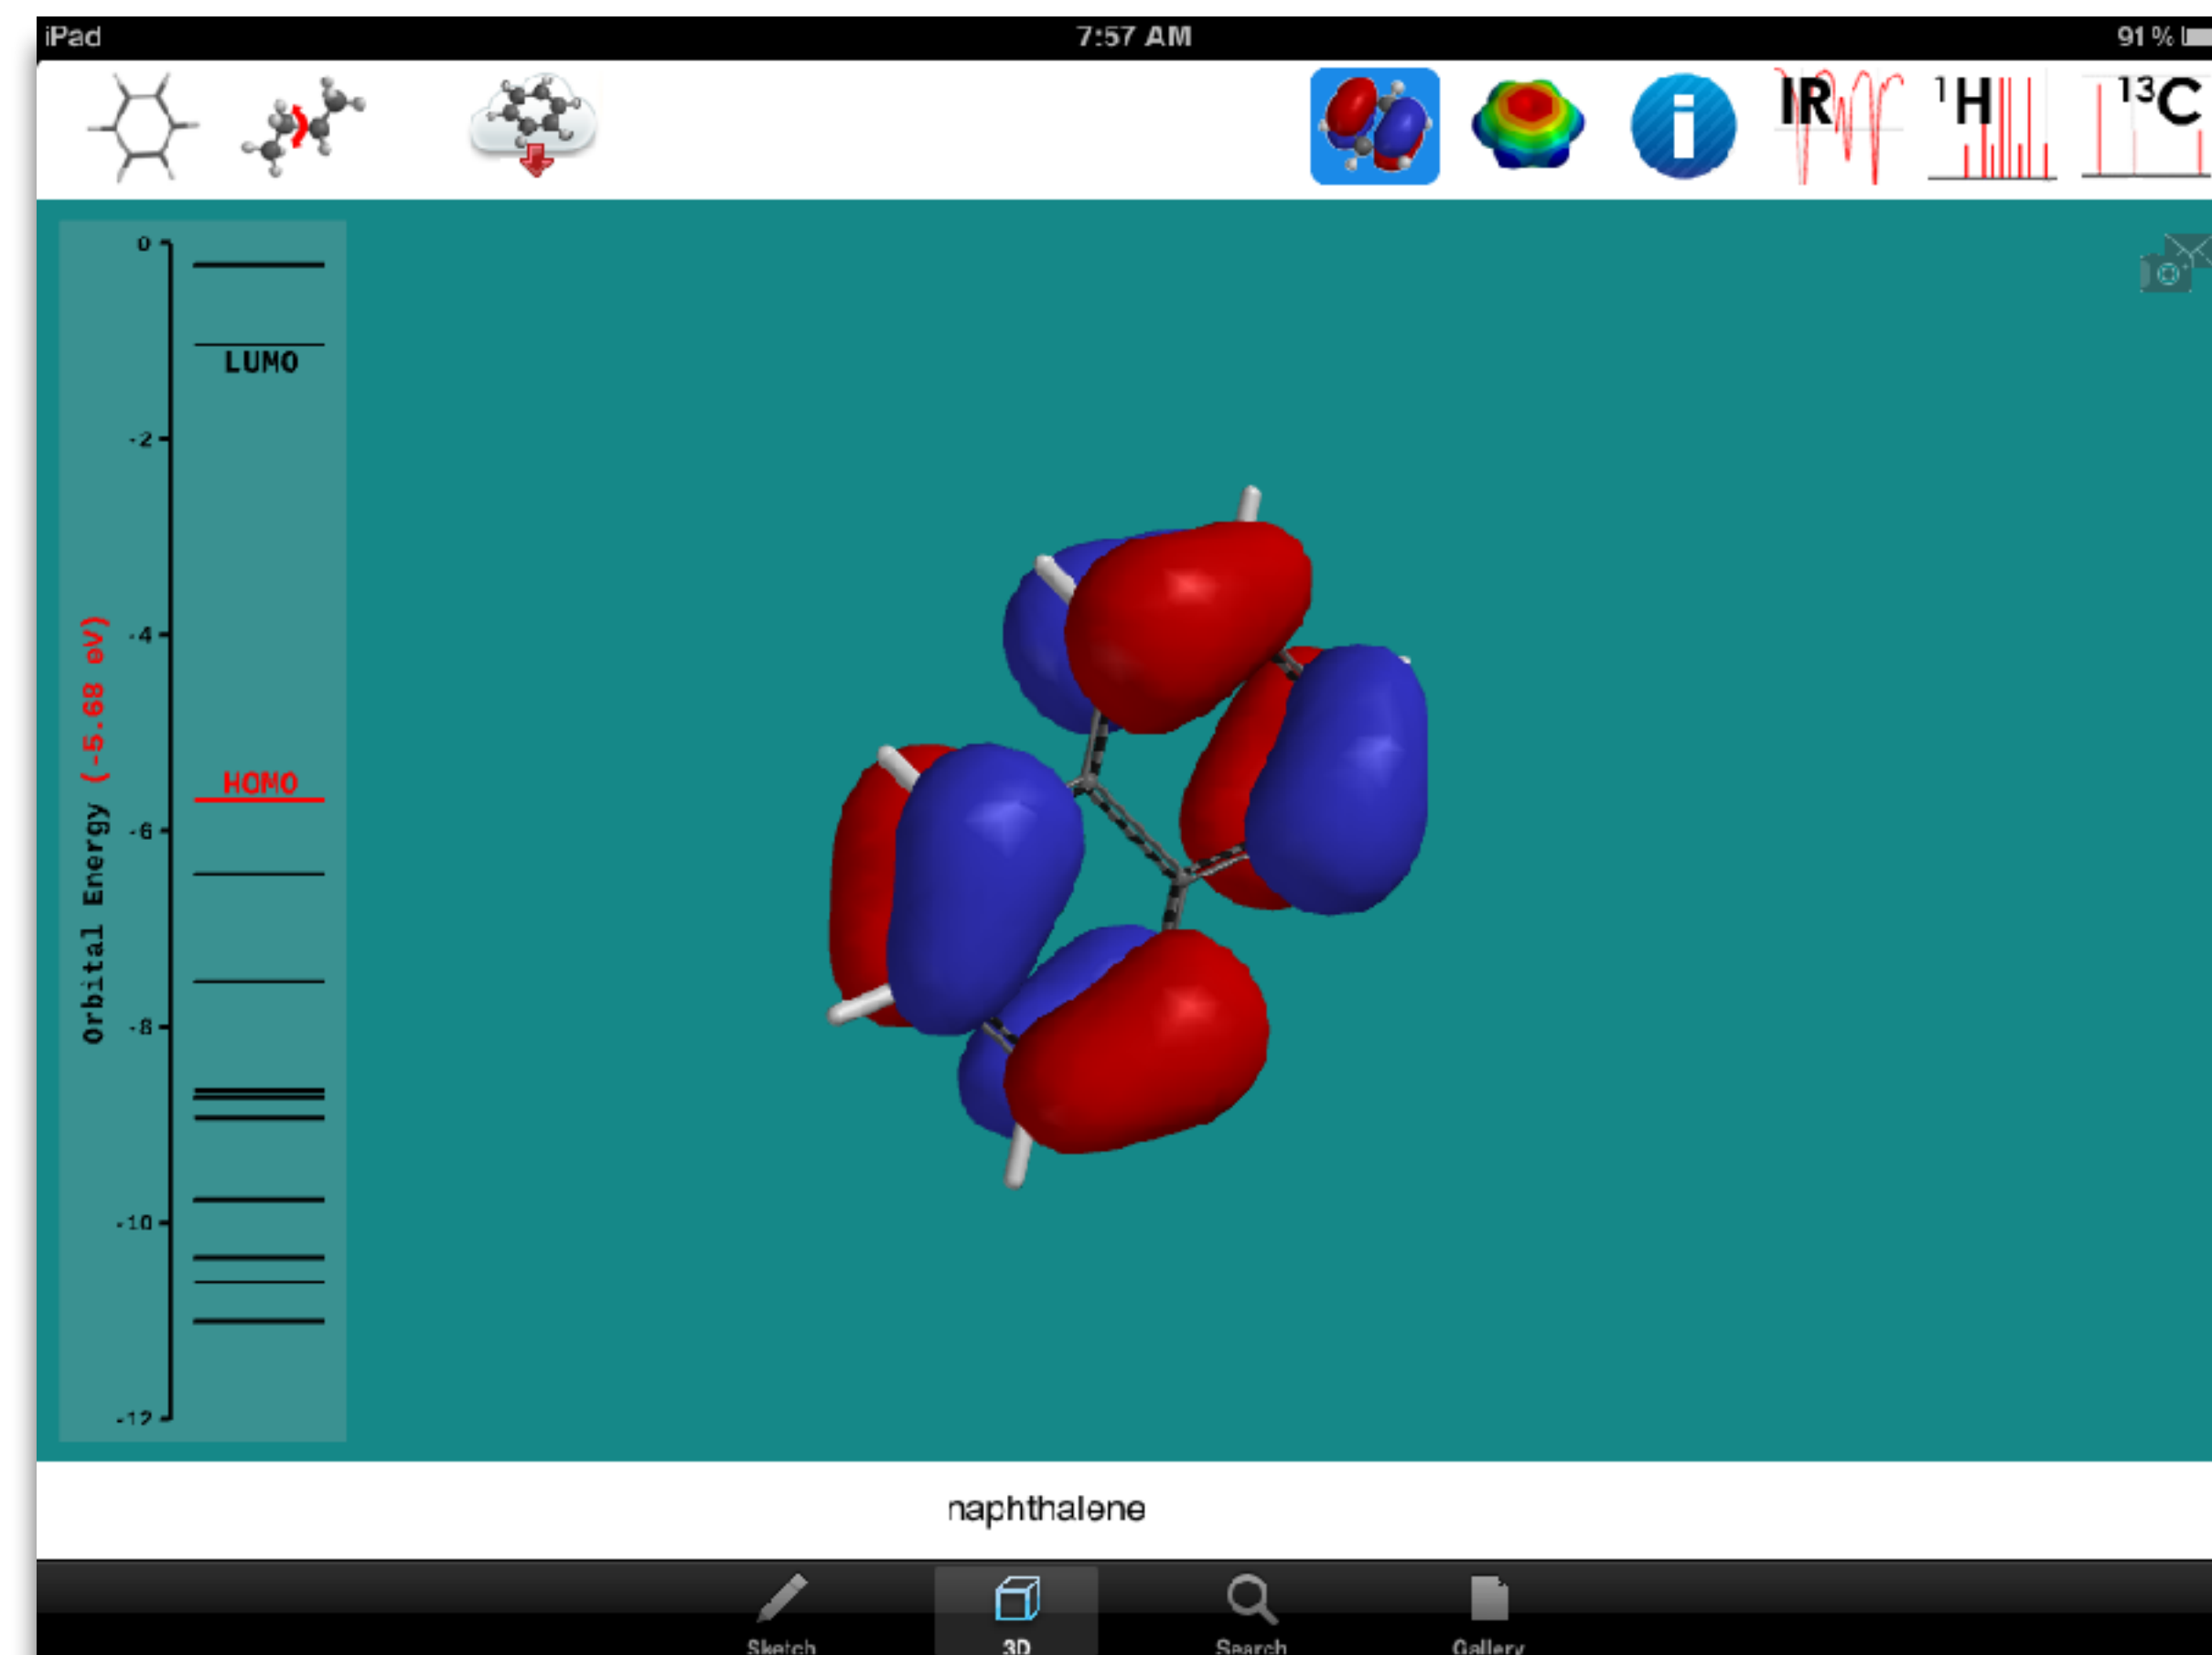 iPad
7:57 AM
91 %
IR
1H
13C
i
0
LUMO
-2
-4
Orbital Energy (-5.68 eV)
HOMO
-6
-8
-10
-12
naphthalene
Sketch
3D
Search
Gallery